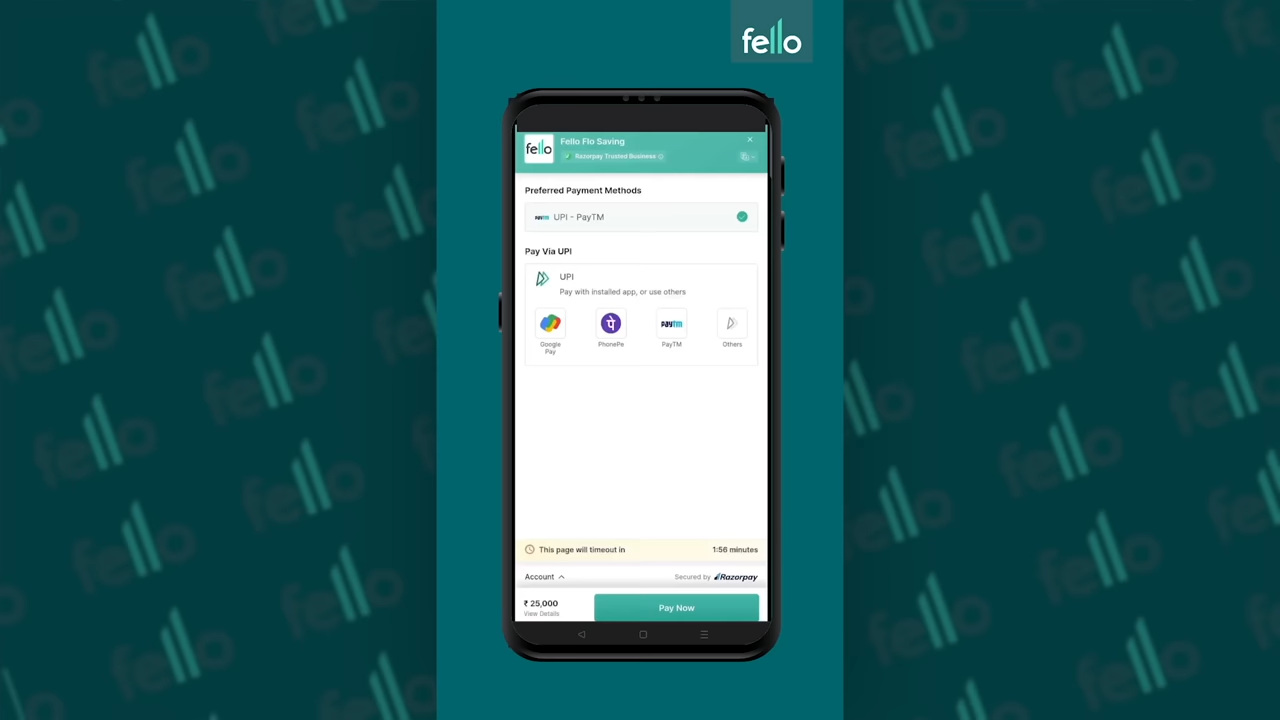 fello
fello
Fello Flo Saving
Razorpay Trusted Business
Preferred Payment Methods
PAYTM UPI - PayTM
Pay Via UPI
UPI
Pay with installed app, or use others
पे
PAYTM
Google Pay
PhonePe
PayTM
Others
This page will timeout in 1:56 minutes
Account
Secured by Razorpay
₹ 25,000
View Details
Pay Now